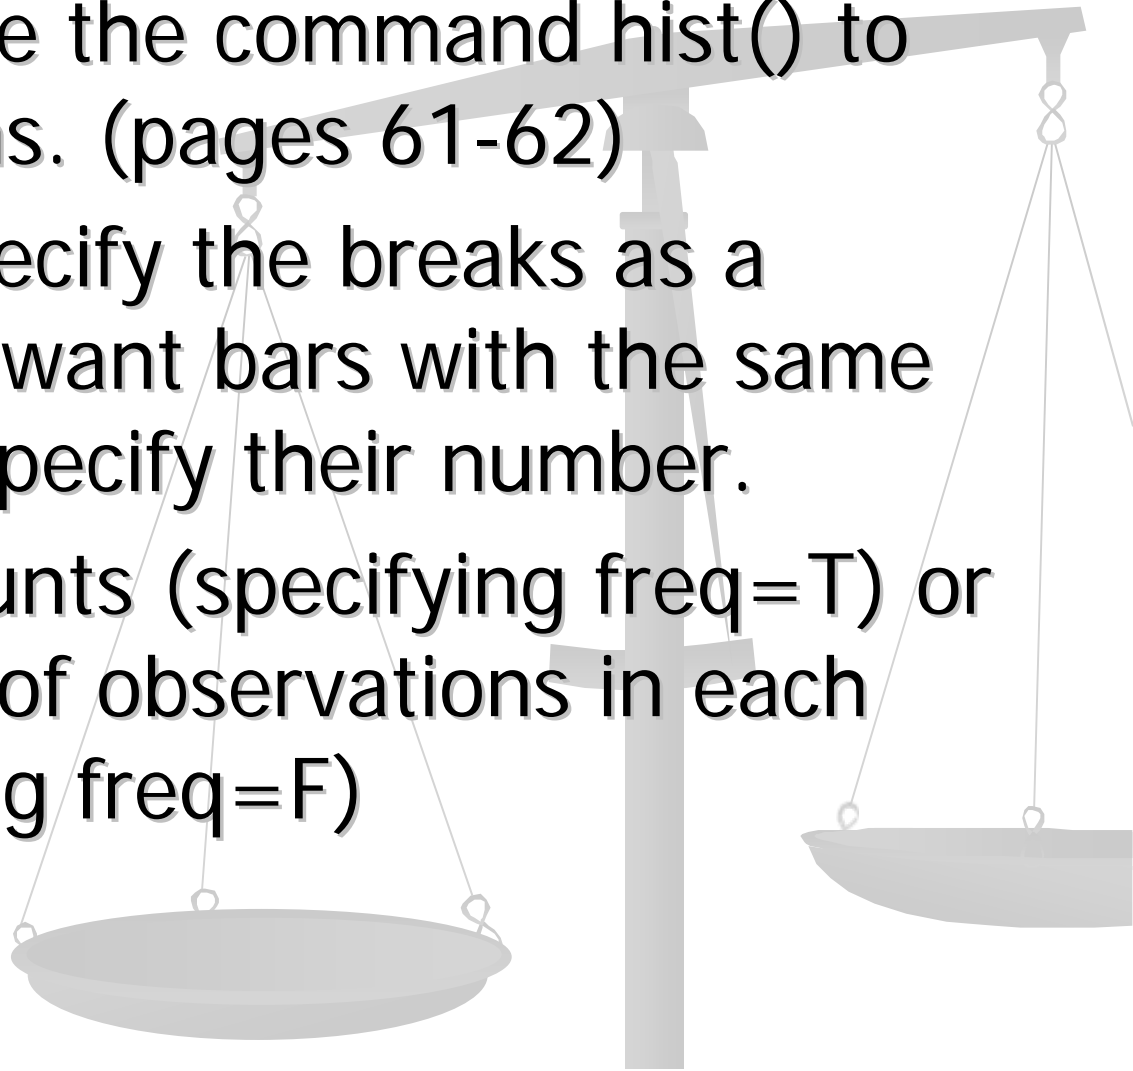 e the command hist() to
s. (pages 61-62)
ecify the breaks as a
want bars with the same
pecify their number.
unts (specifying freq=T) or
of observations in each
g freq=F)